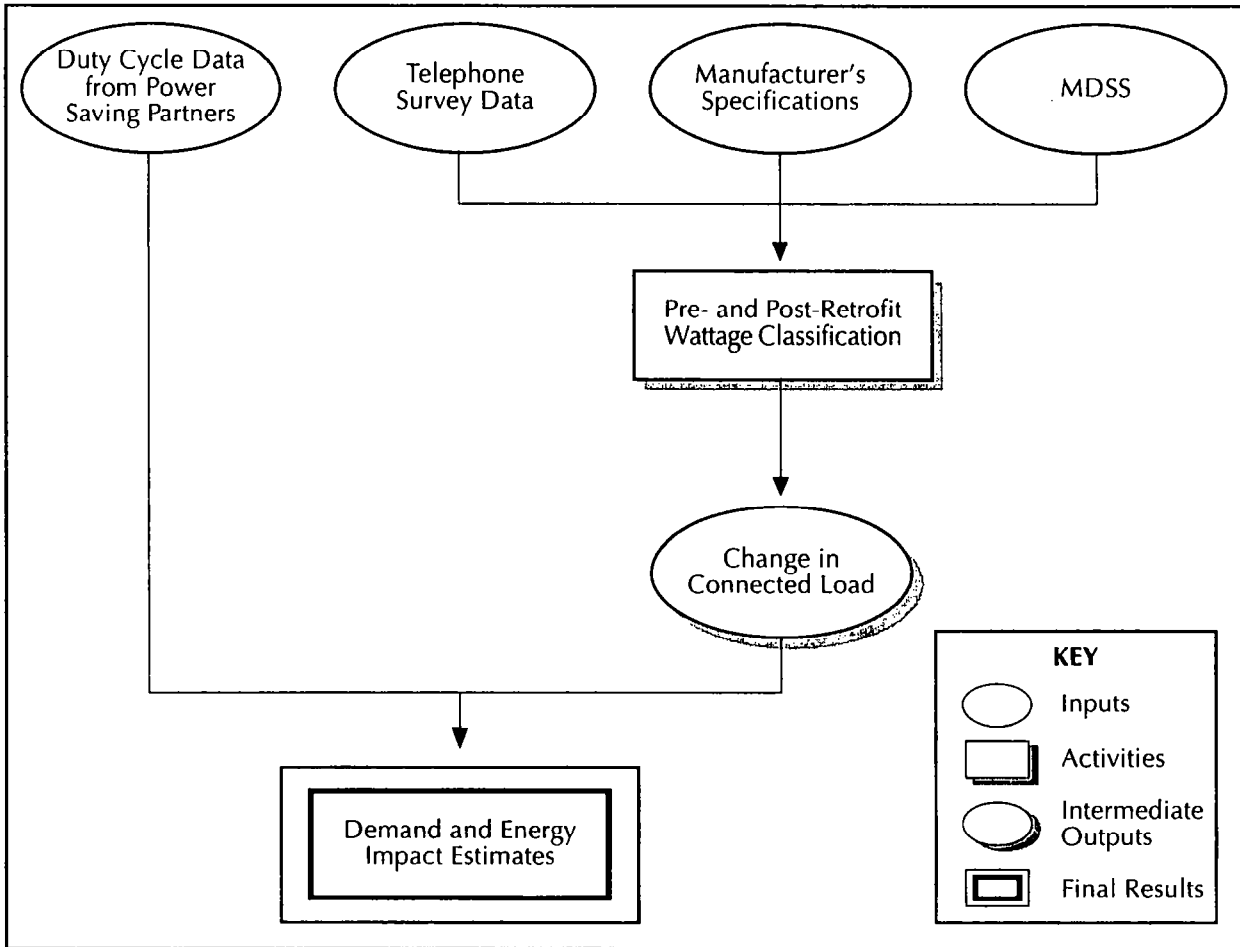 Duty Cycle Data
from Power
Saving Partners
Telephone
Survey Data
Manufacturer's
Specifications
MDSS
Pre- and Post-Retrofit
Wattage Classification
Change in
Connected Load
Demand and Energy
Impact Estimates
KEY
Inputs
Activities
Intermediate
Outputs
Final Results